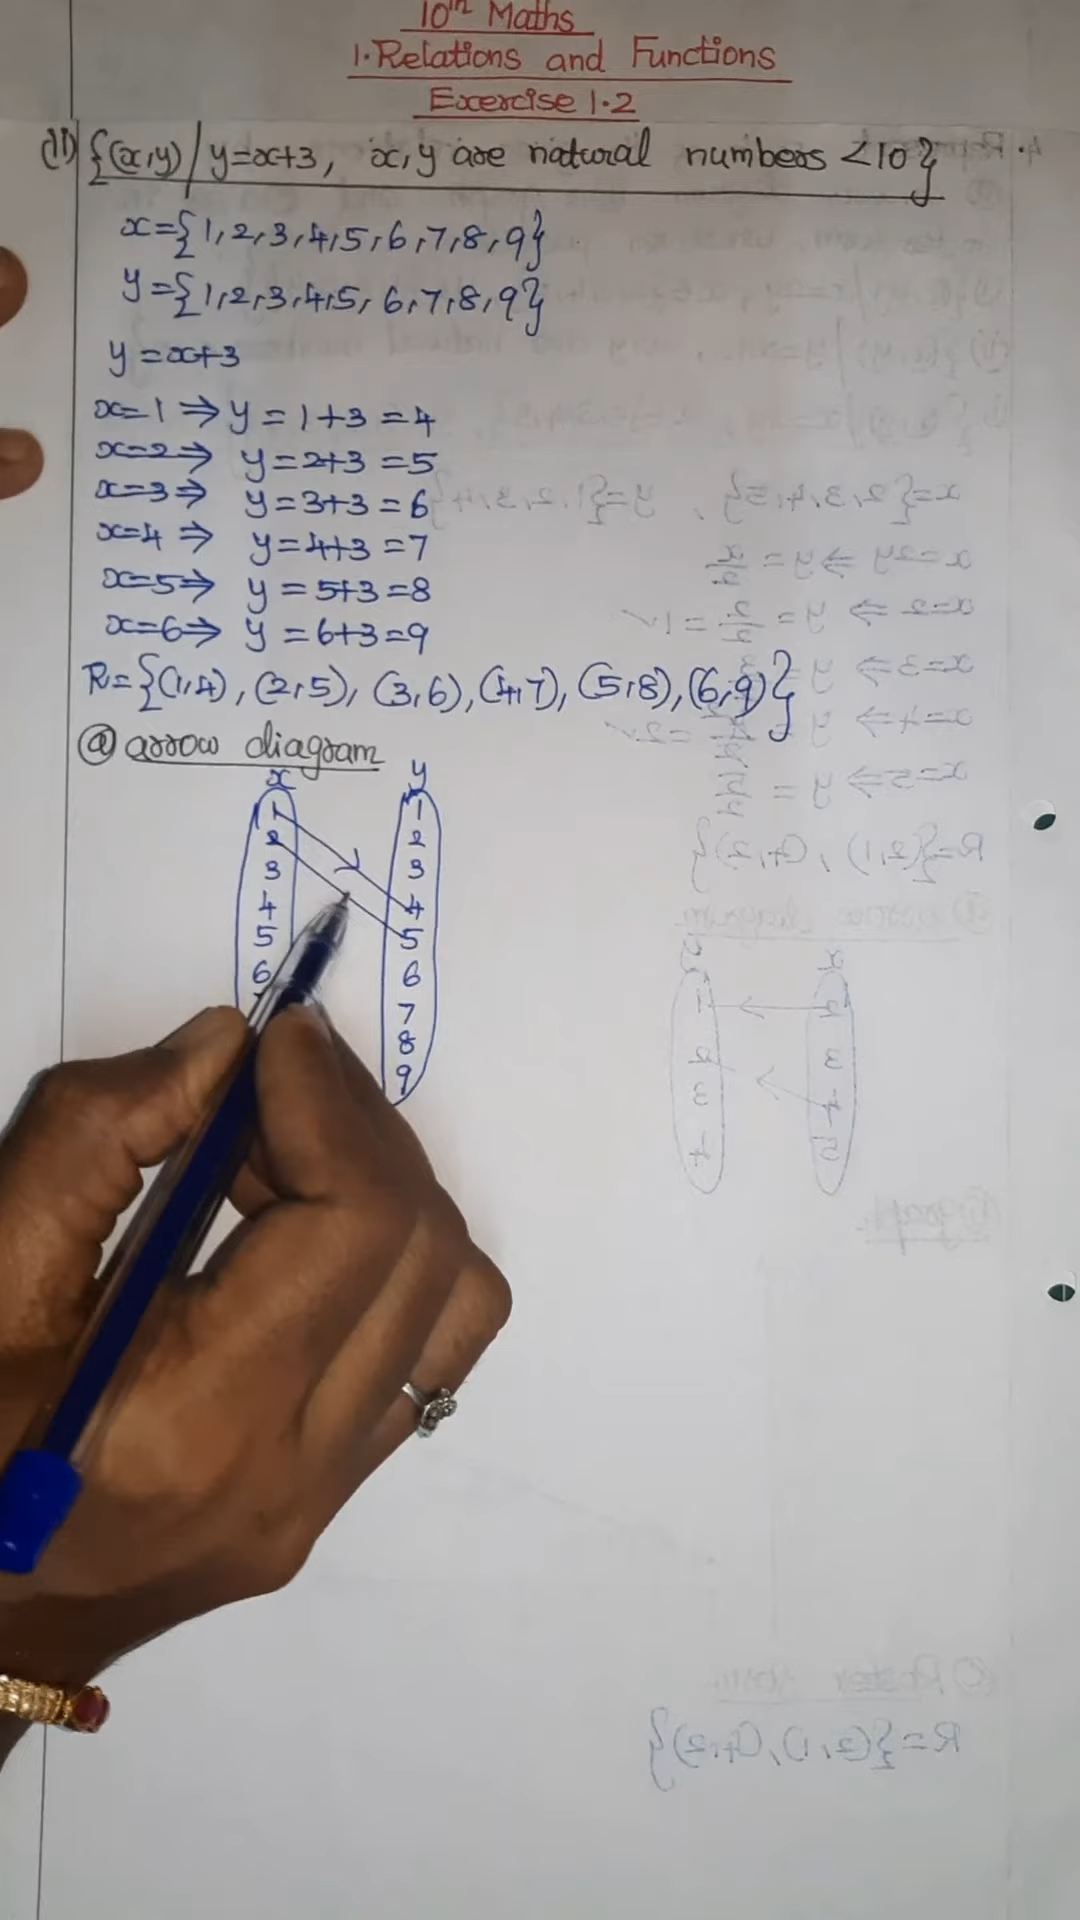 10th Maths
1. Relations and Functions
Excercise 1.2
ii) {(x,y) / y=x+3, x,y are natural numbers <10}
x={1,2,3,4,5,6,7,8,9}
y={1,2,3,4,5,6,7,8,9}
y=x+3
x=1⇒y=1+3=4
x=2⇒ y=2+3=5
x=3⇒ y=3+3=6
x=4⇒ y=4+3=7
x=5⇒ y=5+3=8
x=6⇒ y=6+3=9
R={(1,4), (2,5), (3,6), (4,7), (5,8), (6,9)}
ⓐ arrow diagram
x y
1 1
2 2
3 3
4 4
5 5
6 6
7
8
9